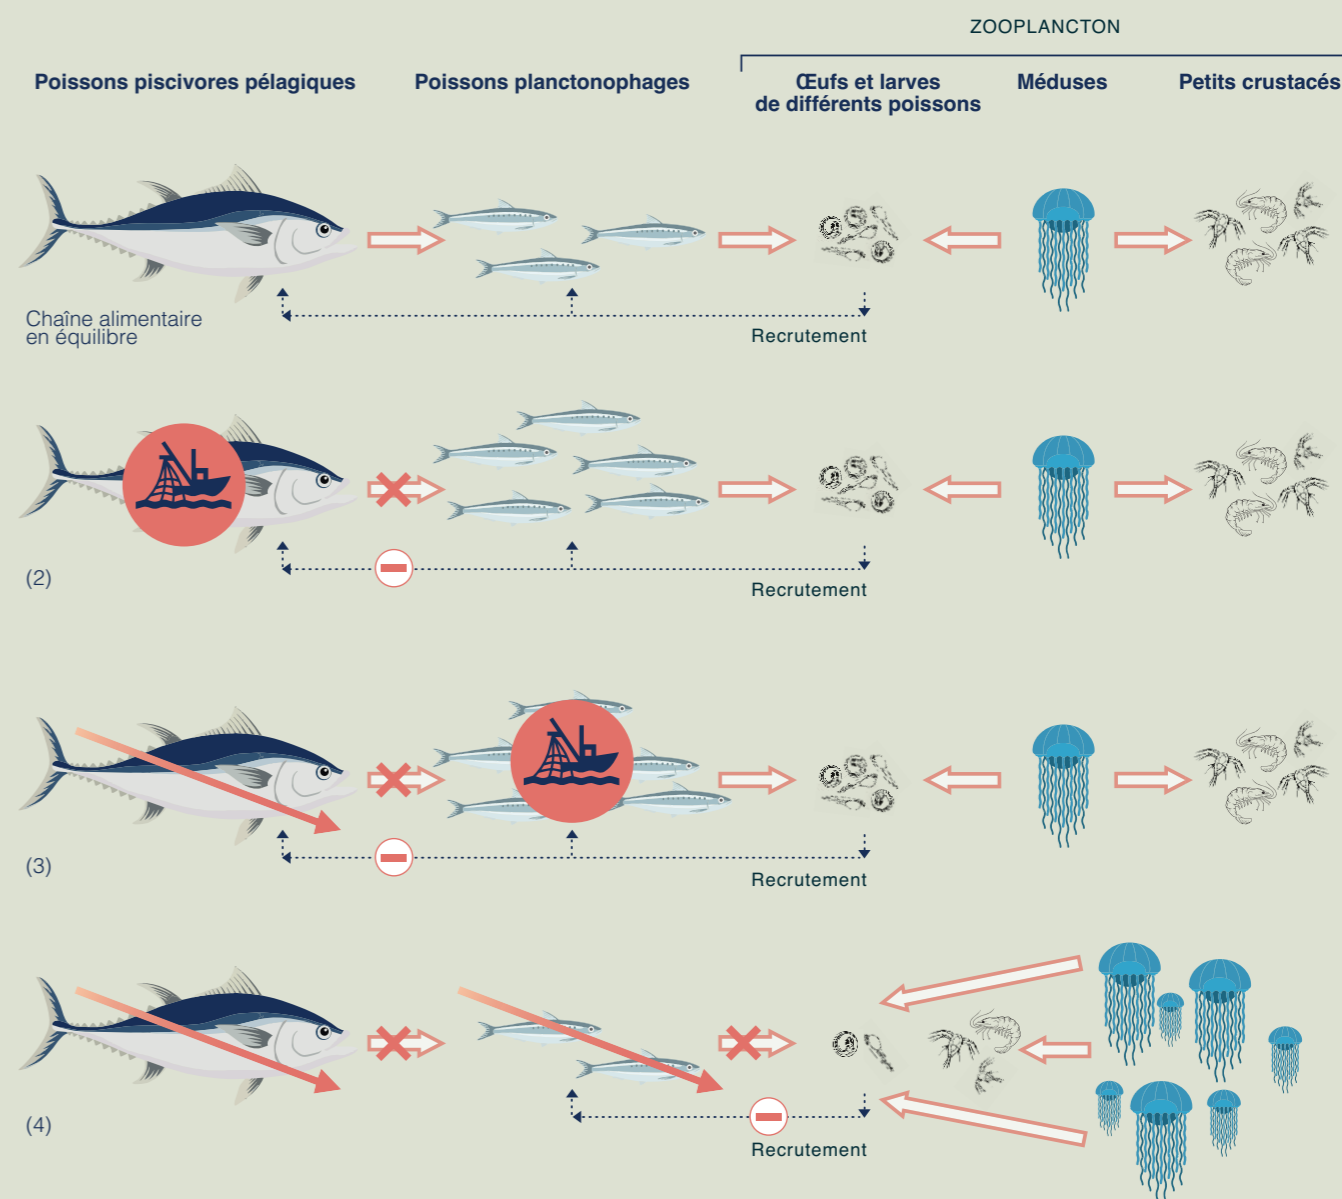 ZOOPLANCTON
Poissons piscivores pélagiques
Poissons planctonophages
Œufs et larves
de différents poissons
Méduses
Petits crustacés
Chaîne alimentaire
en équilibre
Recrutement
(2)
Recrutement
(3)
Recrutement
(4)
Recrutement